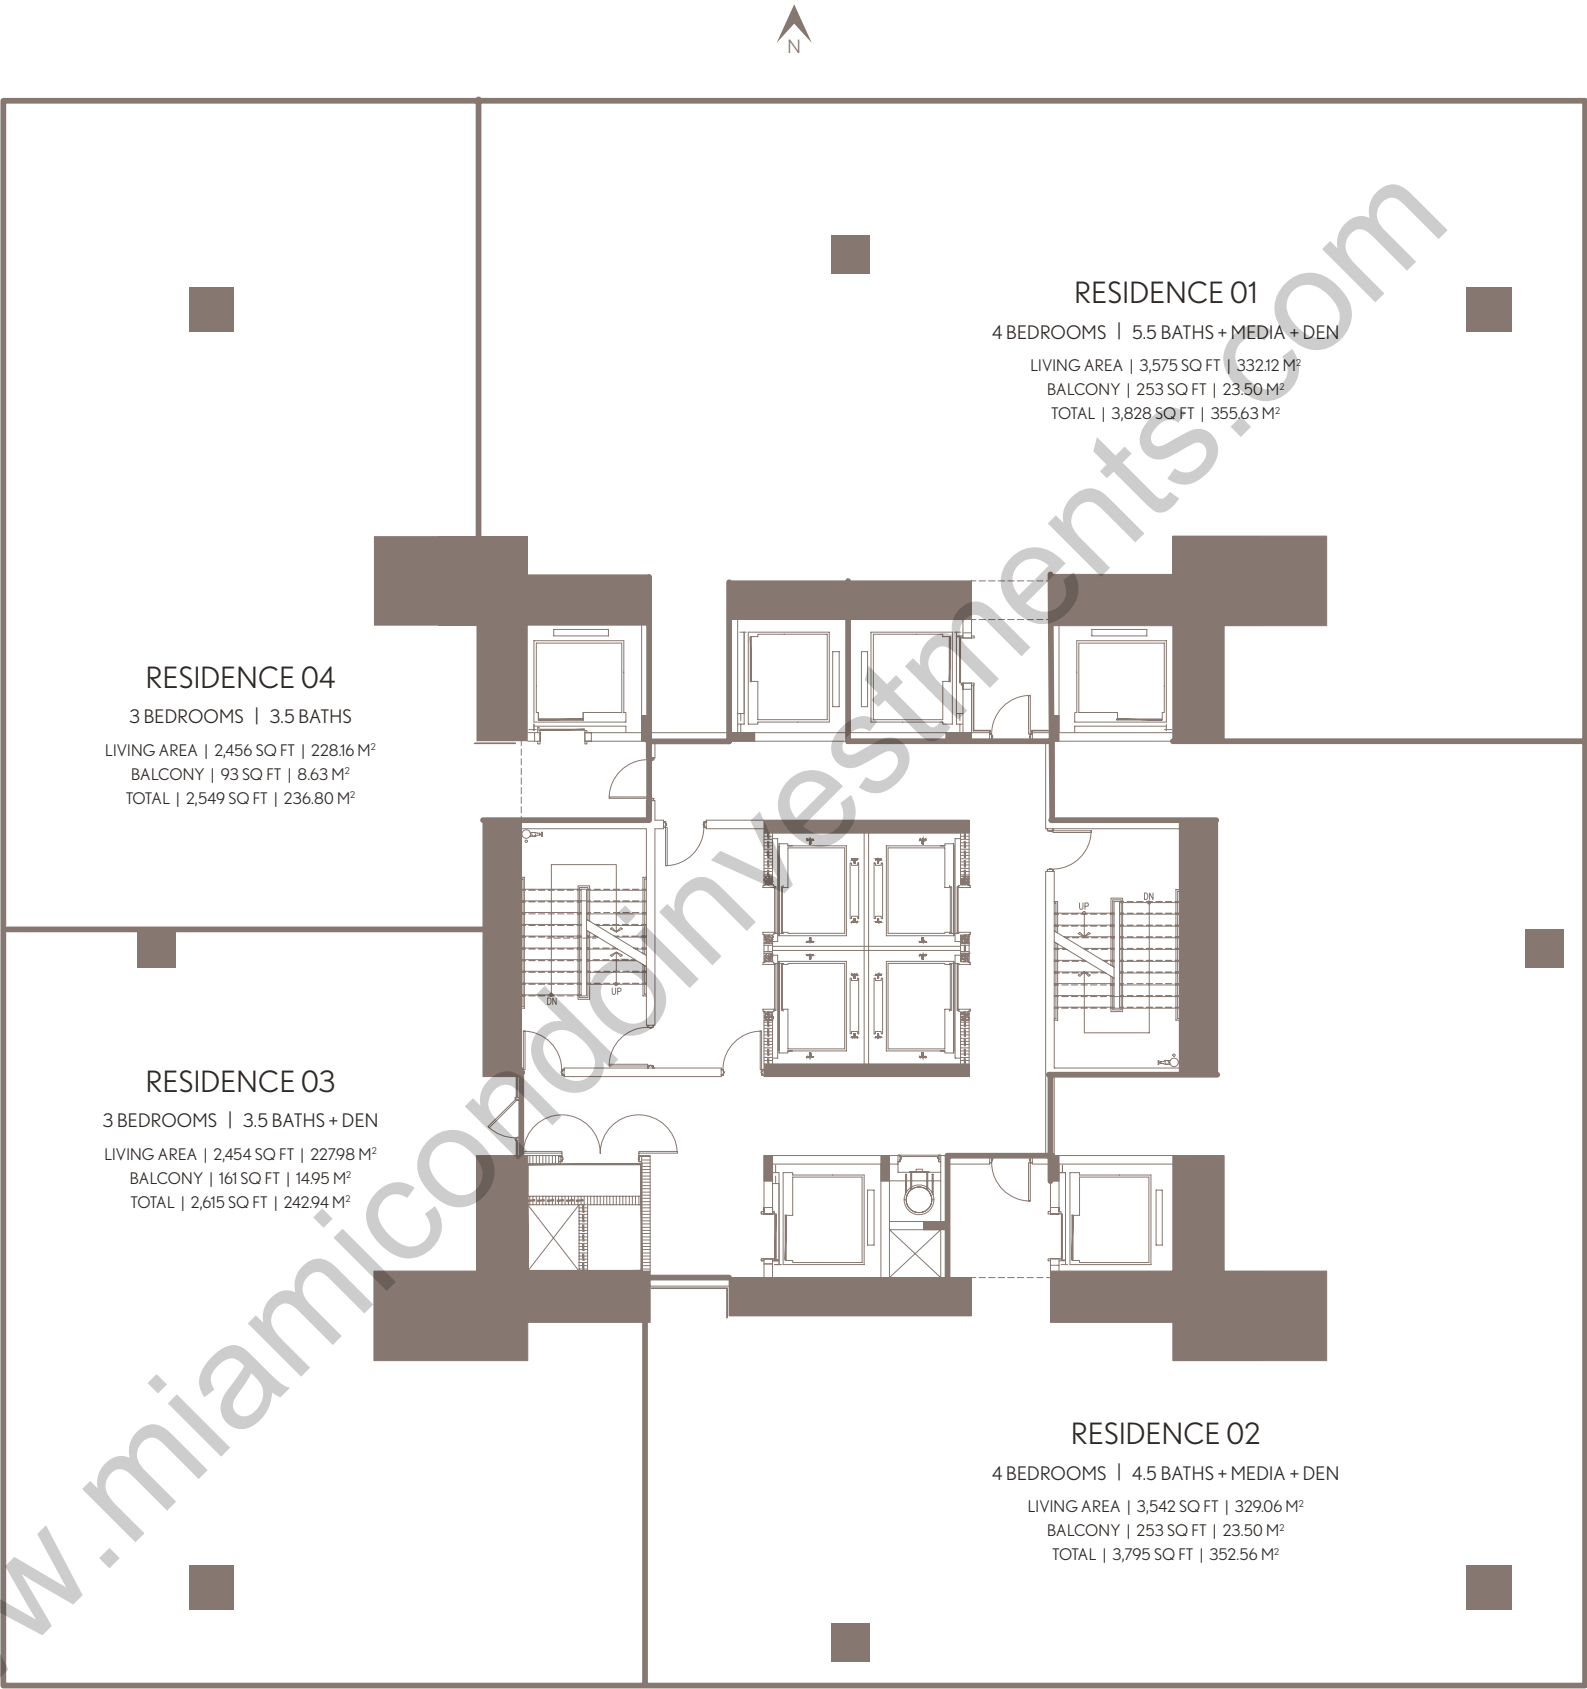 N
RESIDENCE 01
4 BEDROOMS | 5.5 BATHS + MEDIA + DEN
LIVING AREA | 3,575 SQ FT | 332.12 M²
BALCONY | 253 SQ FT | 23.50 M²
TOTAL | 3,828 SQ FT | 355.63 M²
RESIDENCE 04
3 BEDROOMS | 3.5 BATHS
LIVING AREA | 2,456 SQ FT | 228.16 M²
BALCONY | 93 SQ FT | 8.63 M²
TOTAL | 2,549 SQ FT | 236.80 M²
UP
DN
DN
UP
RESIDENCE 03
3 BEDROOMS | 3.5 BATHS + DEN
LIVING AREA | 2,454 SQ FT | 227.98 M²
BALCONY | 161 SQ FT | 14.95 M²
TOTAL | 2,615 SQ FT | 242.94 M²
RESIDENCE 02
4 BEDROOMS | 4.5 BATHS + MEDIA + DEN
LIVING AREA | 3,542 SQ FT | 329.06 M²
BALCONY | 253 SQ FT | 23.50 M²
TOTAL | 3,795 SQ FT | 352.56 M²
w.miamicondoinvestments.com